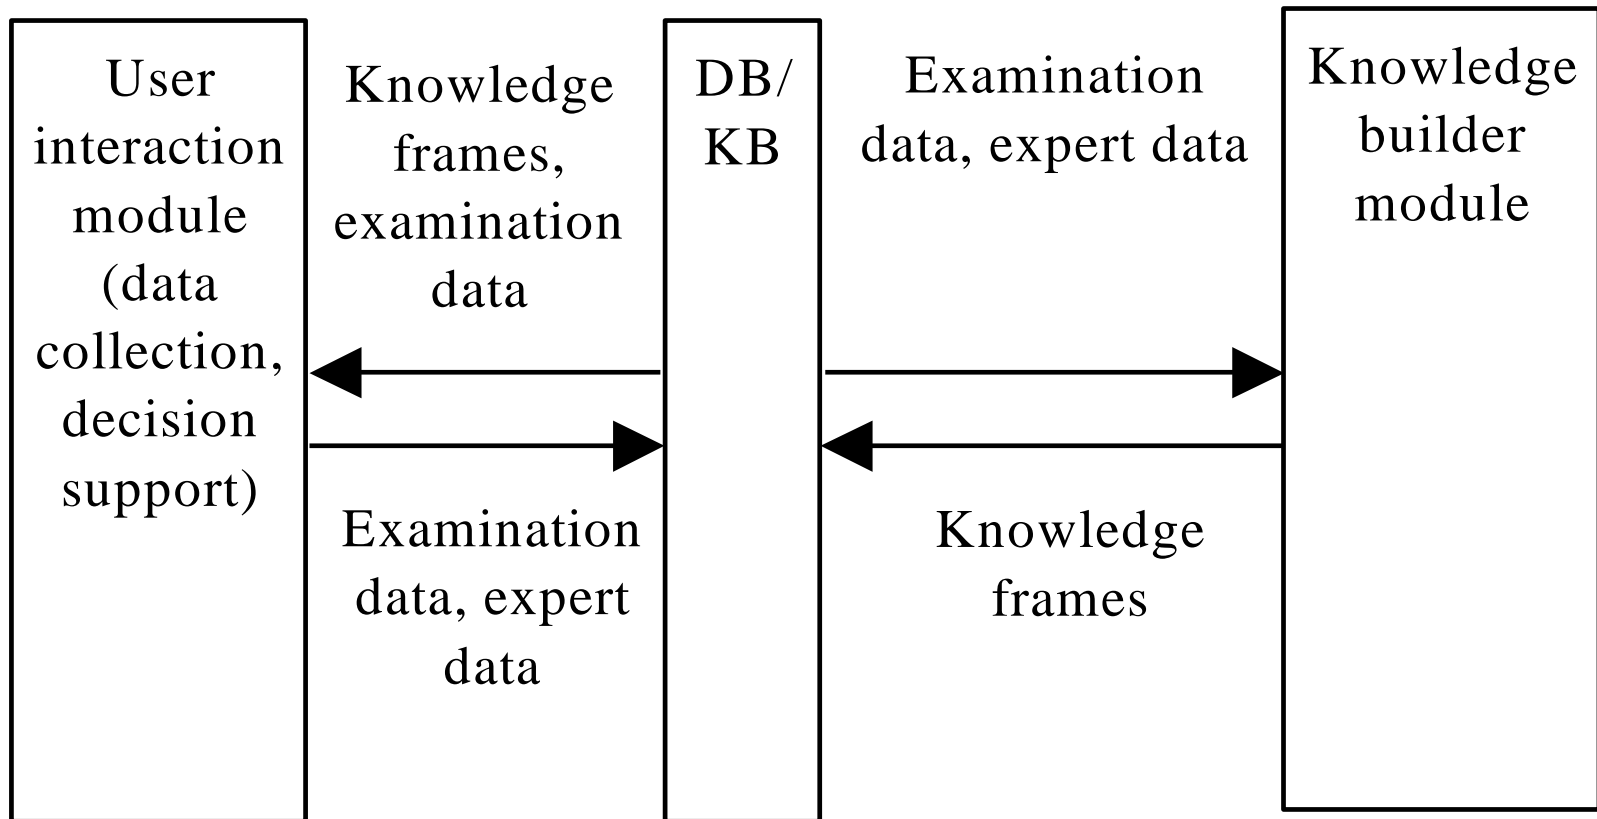 User
interaction
module
(data
collection,
decision
support)
Knowledge
frames,
examination
data
Examination
data, expert
data
DB/
KB
Examination
data, expert data
Knowledge
frames
Knowledge
builder
module